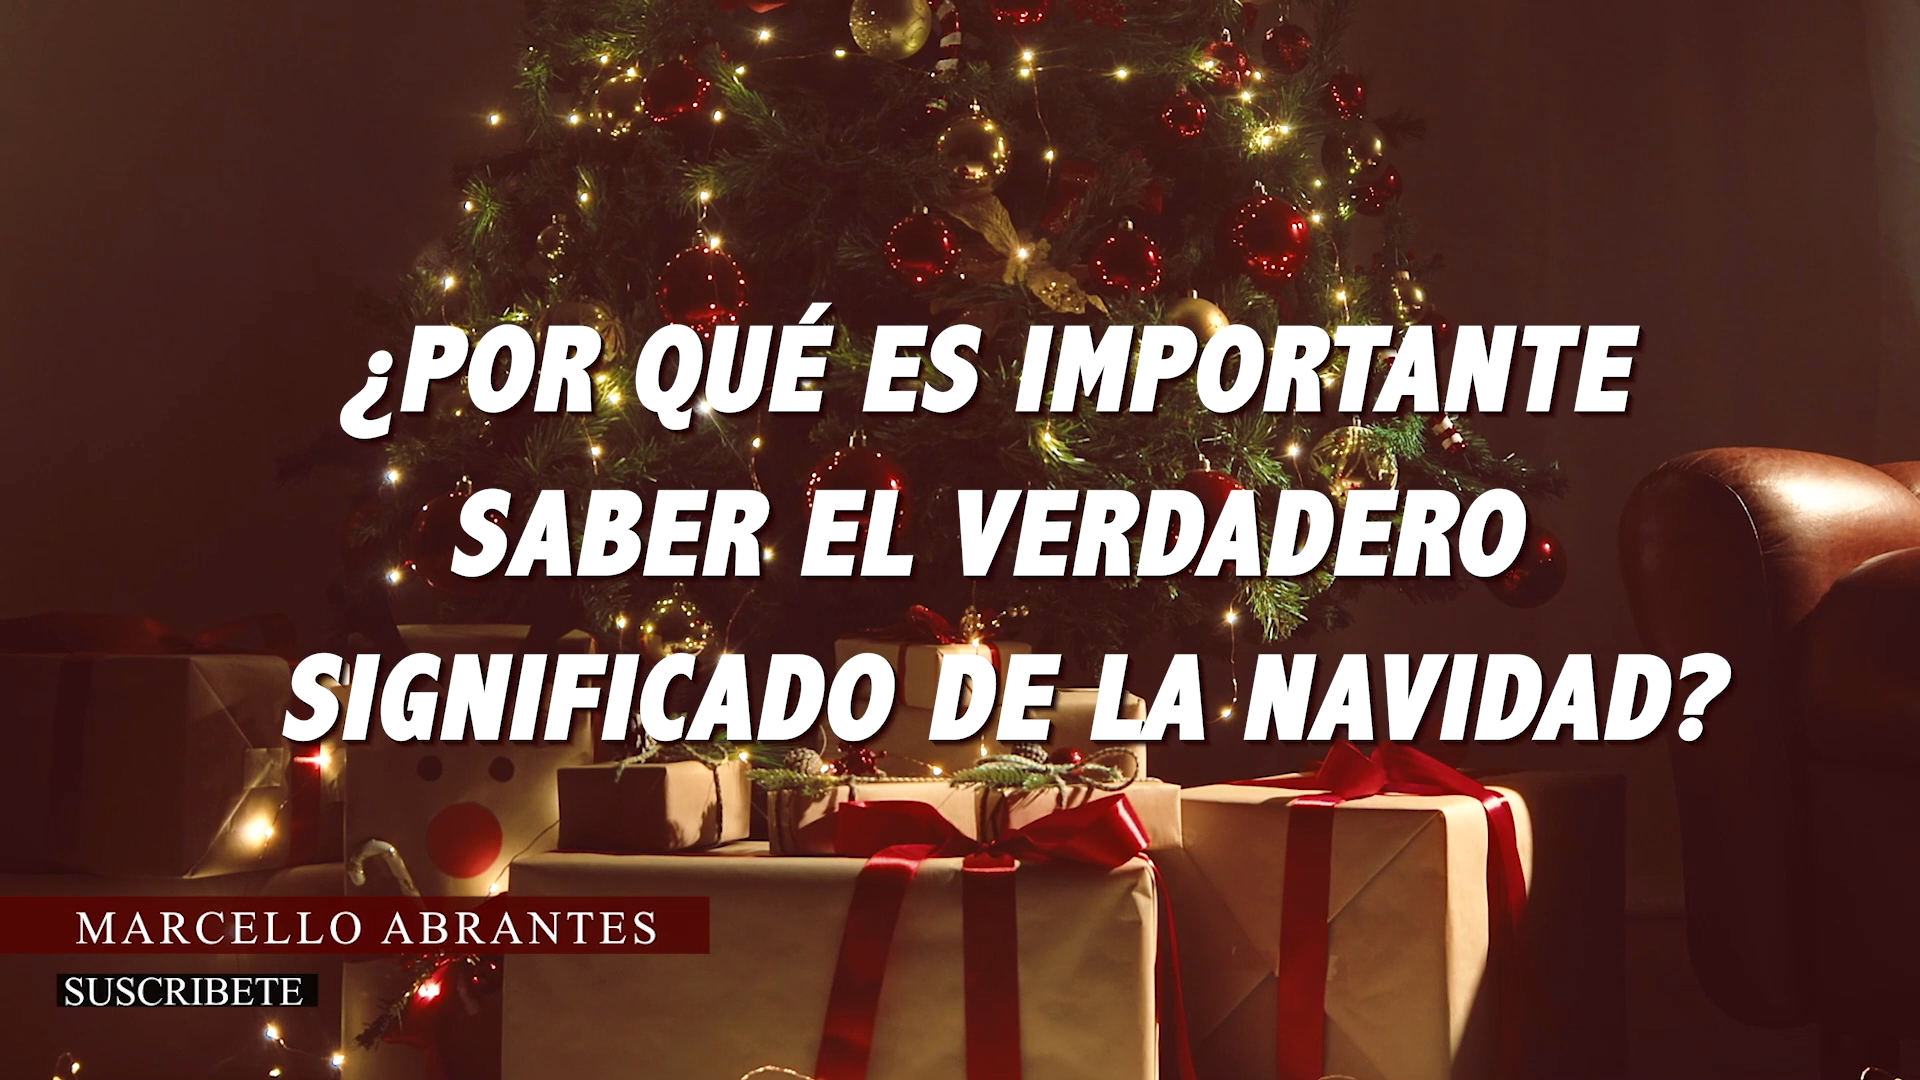 ¿POR QUÉ ES IMPORTANTE
SABER EL VERDADERO
SIGNIFICADO DE LA NAVIDAD?
MARCELLO ABRANTES
SUSCRIBETE